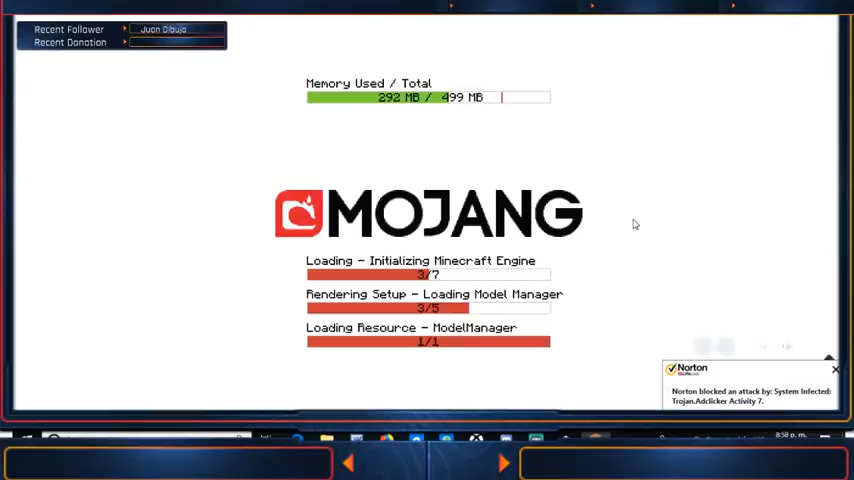 Recent Follower
Juan Dibujo
Recent Donation
Memory Used / Total
292 MB / 499 MB
MOJANG
Loading - Initializing Minecraft Engine
3/7
Rendering Setup - Loading Model Manager
3/5
Loading Resource - ModelManager
1/1
Norton
Norton blocked an attack by: System Infected:
Trojan.Adclicker Activity 7.
8:58 p. m.